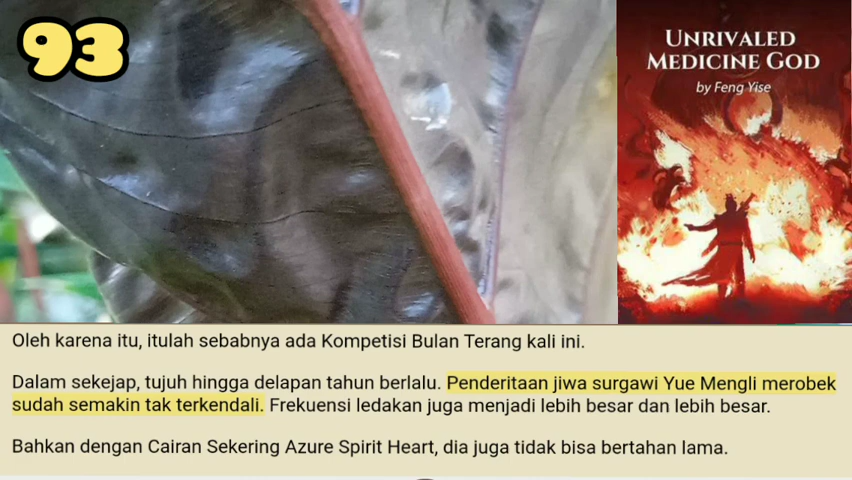 93
UNRIVALED
MEDICINE GOD
by Feng Yise
Oleh karena itu, itulah sebabnya ada Kompetisi Bulan Terang kali ini.
Dalam sekejap, tujuh hingga delapan tahun berlalu. Penderitaan jiwa surgawi Yue Mengli merobek
sudah semakin tak terkendali. Frekuensi ledakan juga menjadi lebih besar dan lebih besar.
Bahkan dengan Cairan Sekering Azure Spirit Heart, dia juga tidak bisa bertahan lama.